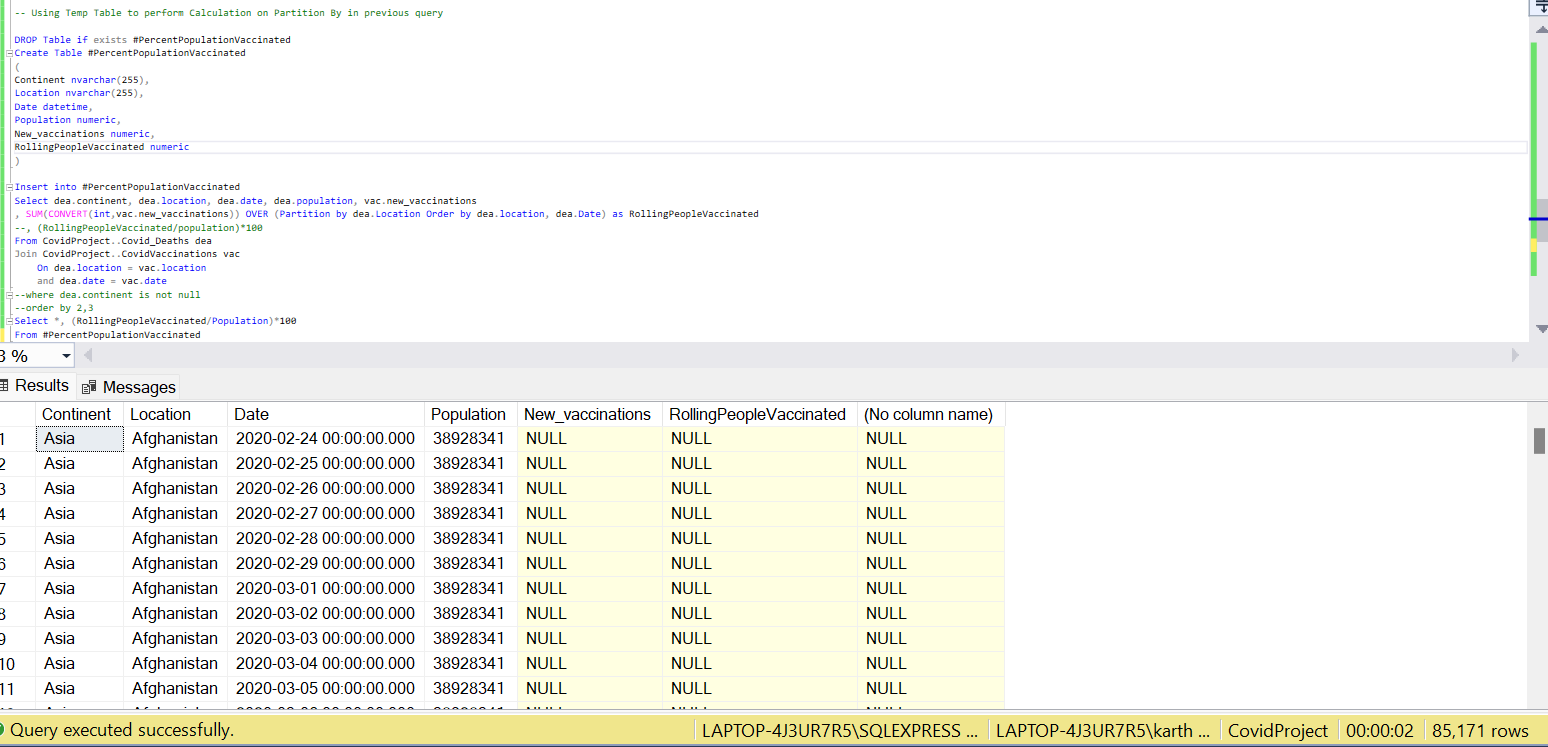 -- Using Temp Table to perform Calculation on Partition By in previous query
DROP Table if exists #PercentPopulationVaccinated
Create Table #PercentPopulationVaccinated
(
Continent nvarchar(255),
Location nvarchar(255),
Date datetime,
Population numeric,
New_vaccinations numeric,
RollingPeopleVaccinated numeric
)
Insert into #PercentPopulationVaccinated
Select dea.continent, dea.location, dea.date, dea.population, vac.new_vaccinations
, SUM(CONVERT(int,vac.new_vaccinations)) OVER (Partition by dea.Location Order by dea.location, dea.Date) as RollingPeopleVaccinated
--, (RollingPeopleVaccinated/population)*100
From CovidProject..Covid_Deaths dea
Join CovidProject..CovidVaccinations vac
On dea.location = vac.location
and dea.date = vac.date
--where dea.continent is not null
--order by 2,3
Select *, (RollingPeopleVaccinated/Population)*100
From #PercentPopulationVaccinated
3 %
Results Messages
Continent Location Date Population New_vaccinations RollingPeopleVaccinated (No column name)
1 Asia Afghanistan 2020-02-24 00:00:00.000 38928341 NULL NULL NULL
2 Asia Afghanistan 2020-02-25 00:00:00.000 38928341 NULL NULL NULL
3 Asia Afghanistan 2020-02-26 00:00:00.000 38928341 NULL NULL NULL
4 Asia Afghanistan 2020-02-27 00:00:00.000 38928341 NULL NULL NULL
5 Asia Afghanistan 2020-02-28 00:00:00.000 38928341 NULL NULL NULL
6 Asia Afghanistan 2020-02-29 00:00:00.000 38928341 NULL NULL NULL
7 Asia Afghanistan 2020-03-01 00:00:00.000 38928341 NULL NULL NULL
8 Asia Afghanistan 2020-03-02 00:00:00.000 38928341 NULL NULL NULL
9 Asia Afghanistan 2020-03-03 00:00:00.000 38928341 NULL NULL NULL
10 Asia Afghanistan 2020-03-04 00:00:00.000 38928341 NULL NULL NULL
11 Asia Afghanistan 2020-03-05 00:00:00.000 38928341 NULL NULL NULL
Query executed successfully. LAPTOP-4J3UR7R5\SQLEXPRESS ... LAPTOP-4J3UR7R5\karth ... CovidProject 00:00:02 85,171 rows